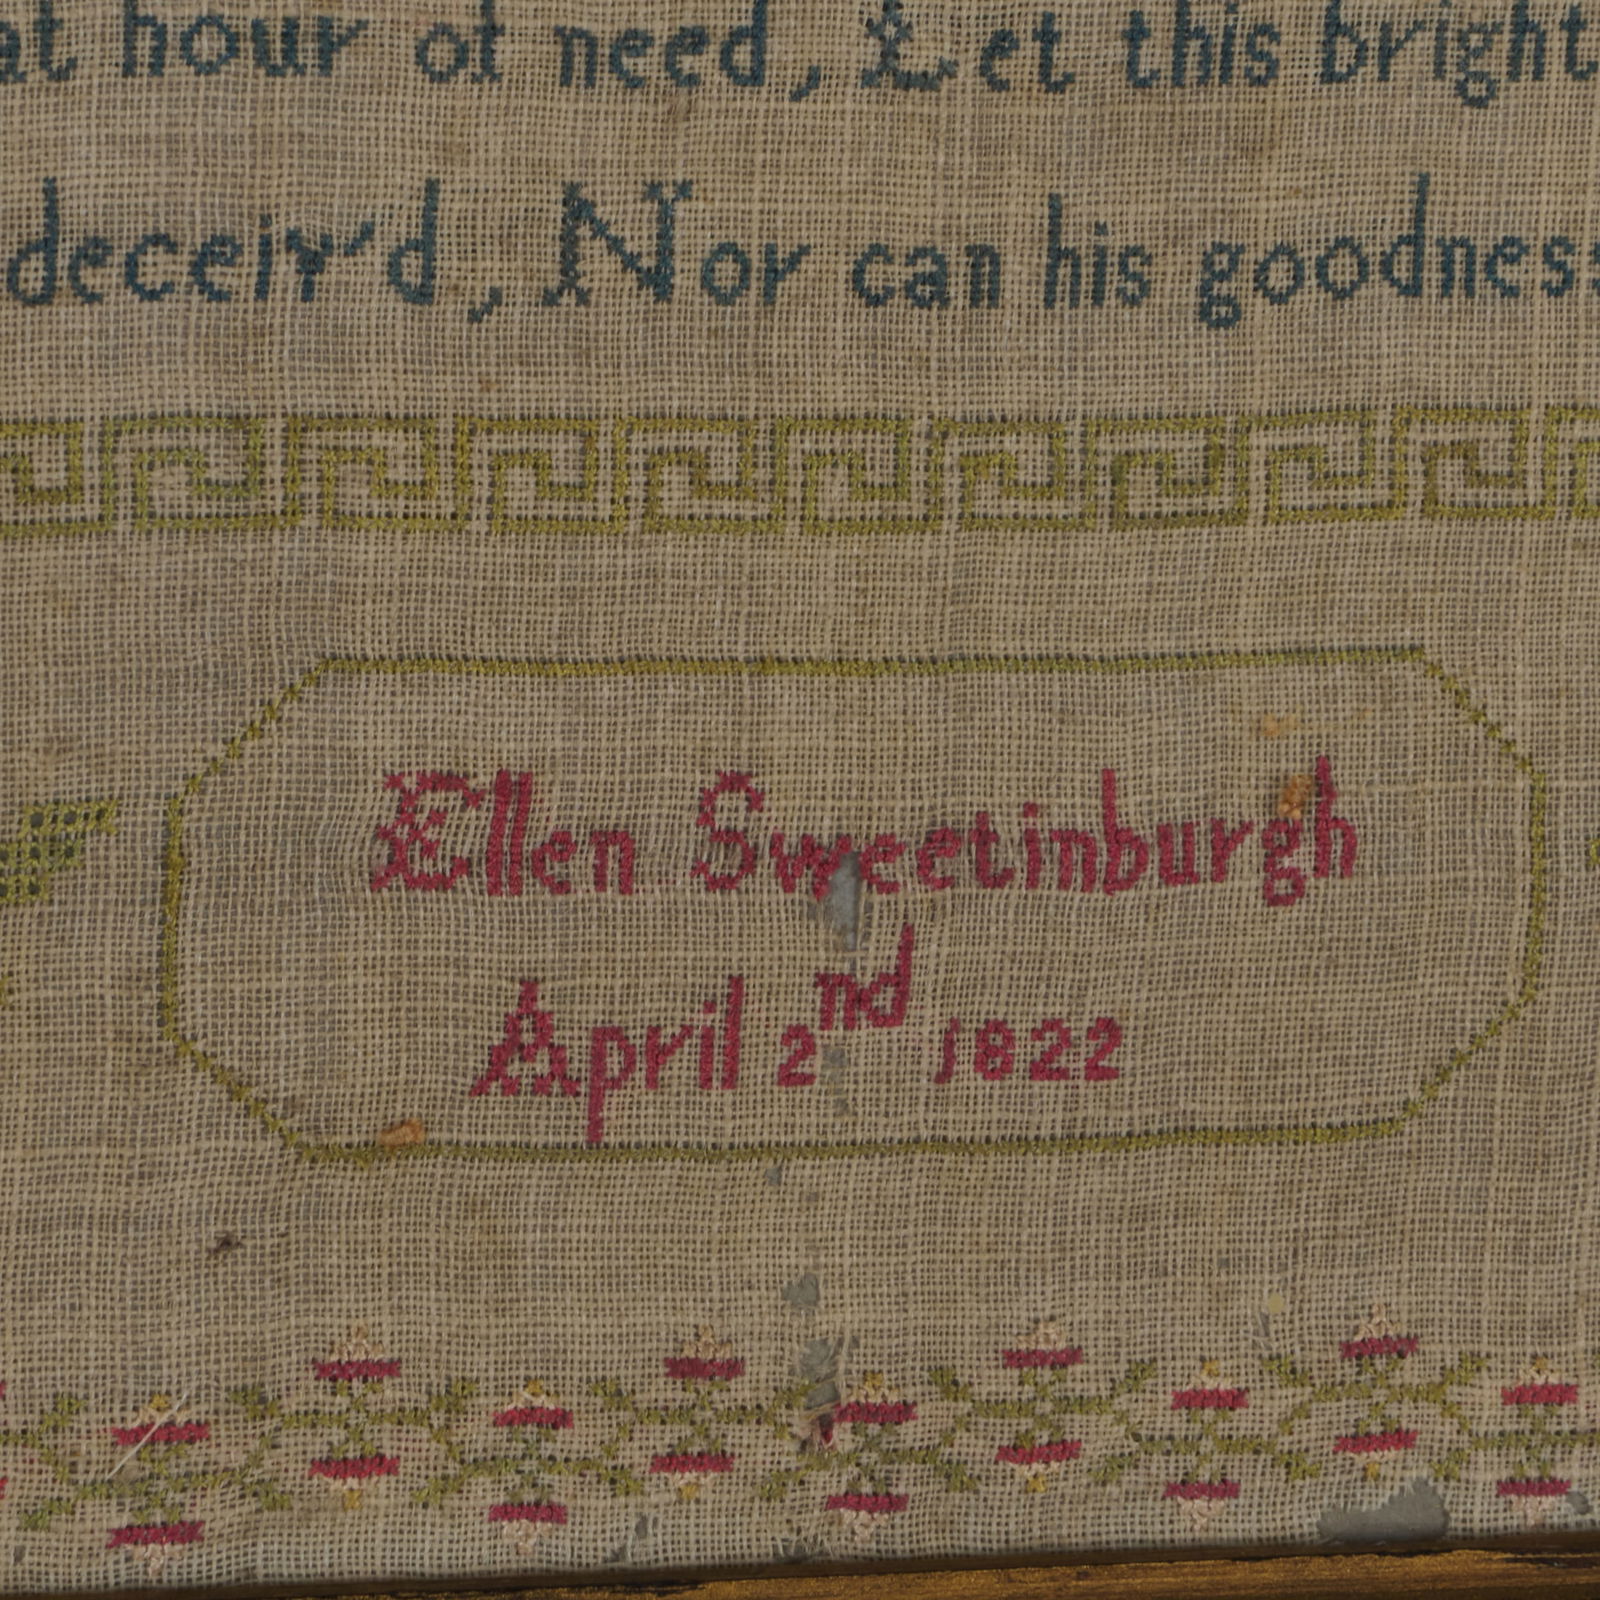 at hour of need, Let this bright
deceiv'd, Nor can his goodness
Ellen Sweetinburgh
April 2nd 1822